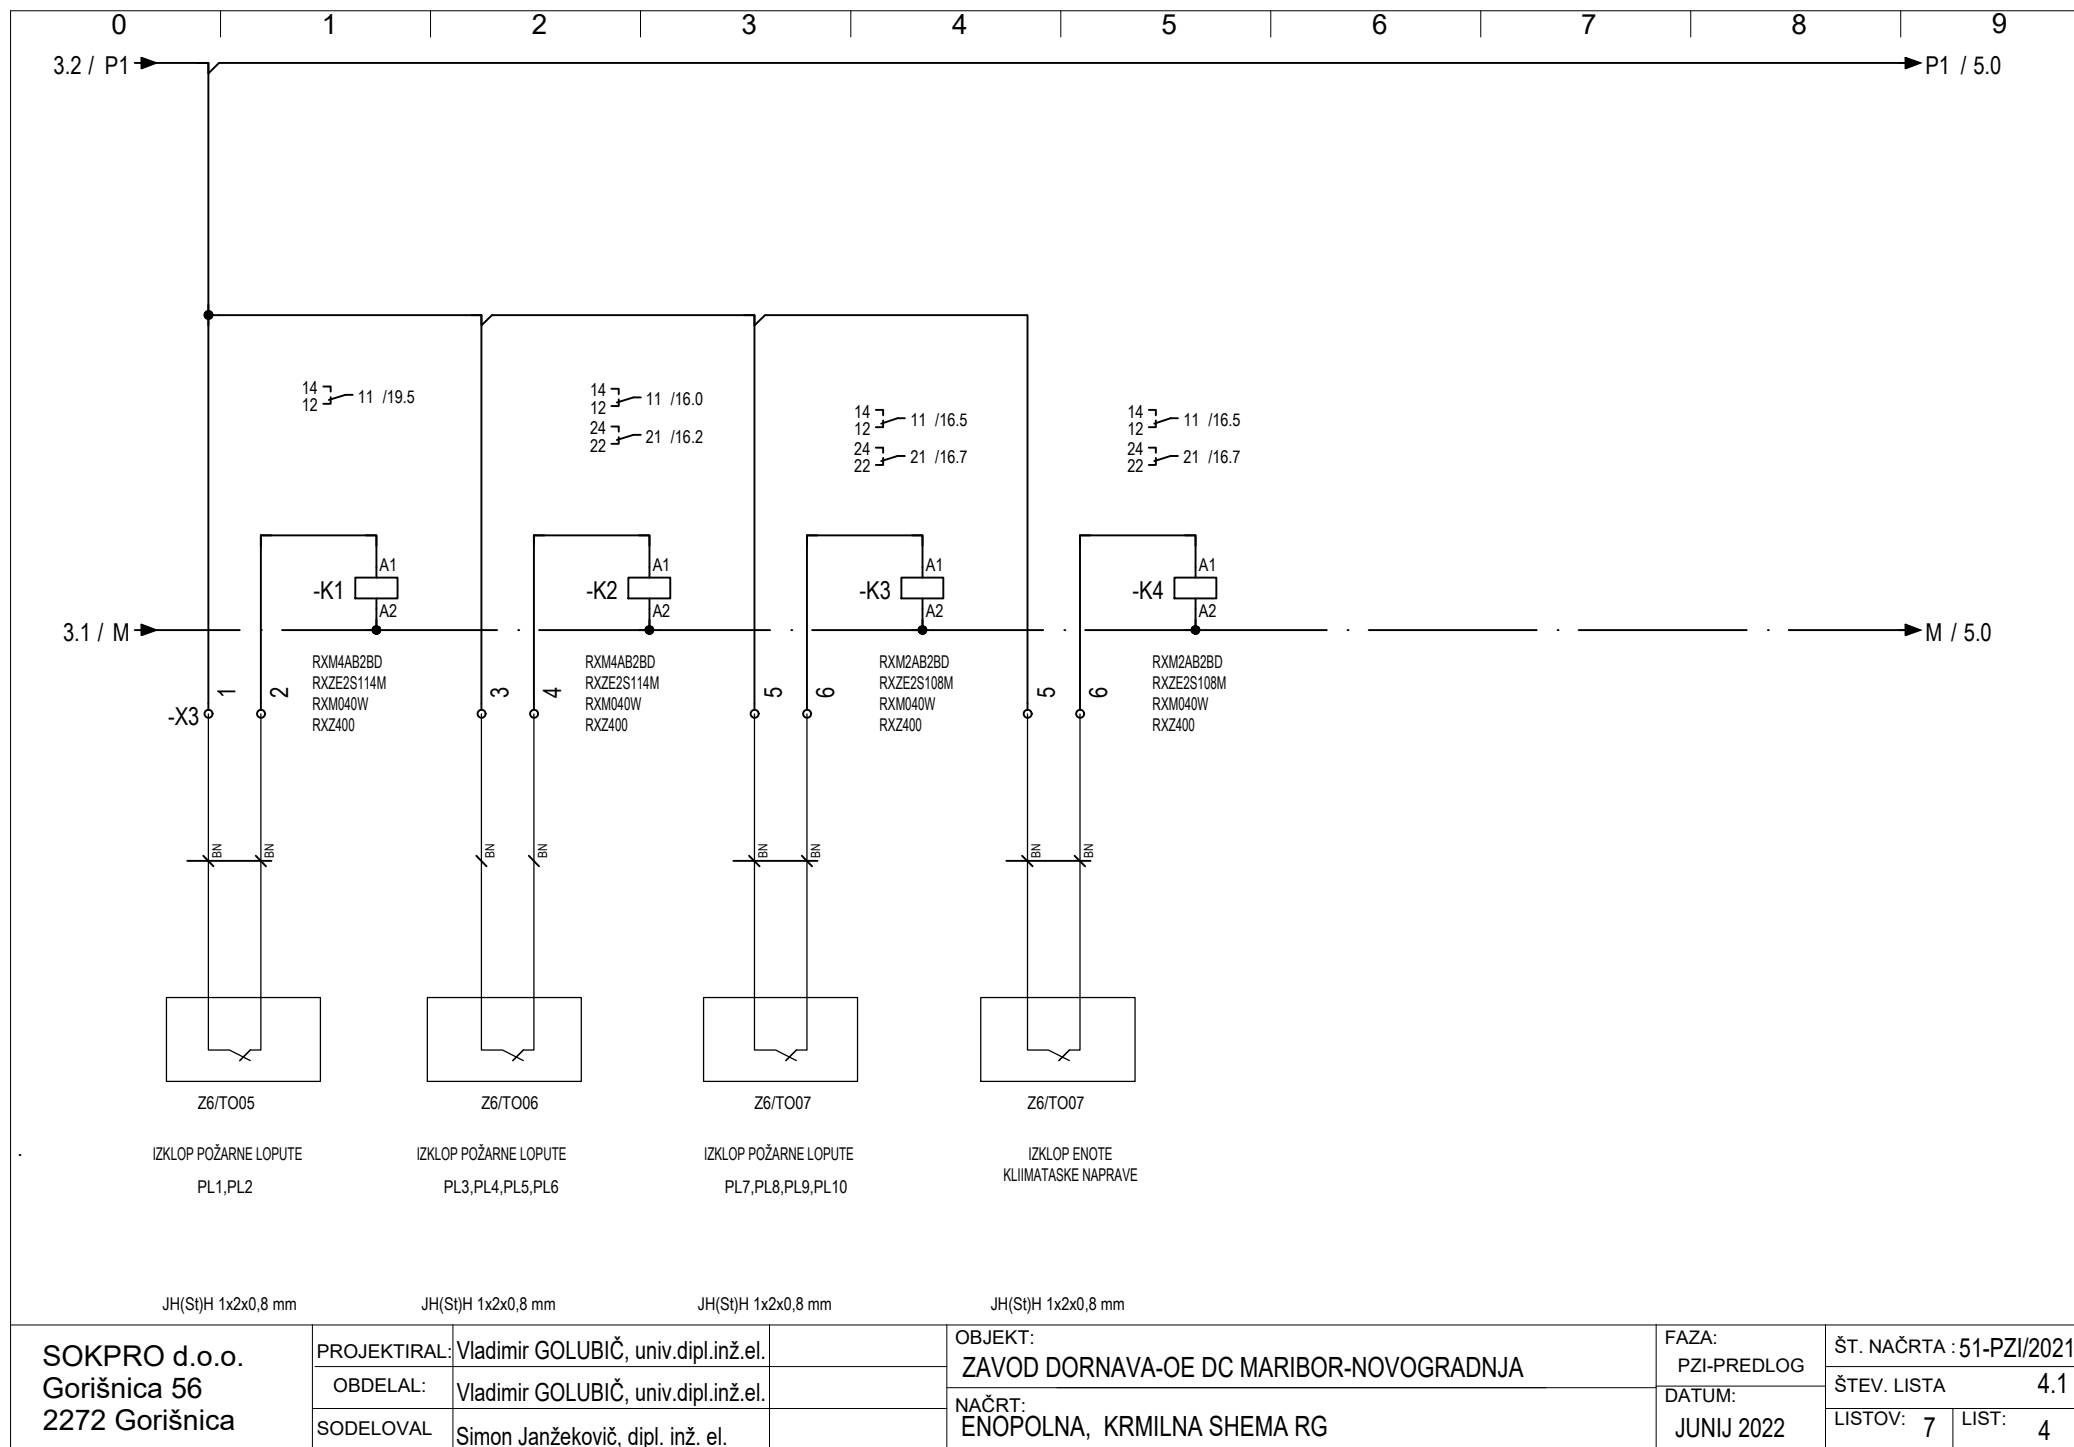 0 1 2 3 4 5 6 7 8 9
3.2 / P1
P1 / 5.0
14
12
11 /19.5
14
12
11 /16.0
24
22
21 /16.2
14
12
11 /16.5
24
22
21 /16.7
14
12
11 /16.5
24
22
21 /16.7
-K1
A1
A2
-K2
A1
A2
-K3
A1
A2
-K4
A1
A2
3.1 / M
M / 5.0
RXM4AB2BD
RXZE2S114M
RXM040W
RXZ400
RXM4AB2BD
RXZE2S114M
RXM040W
RXZ400
RXM2AB2BD
RXZE2S108M
RXM040W
RXZ400
RXM2AB2BD
RXZE2S108M
RXM040W
RXZ400
-X3
1 2 3 4 5 6 5 6
BN BN BN BN BN BN BN BN
Z6/TO05
IZKLOP POŽARNE LOPUTE
PL1,PL2
Z6/TO06
IZKLOP POŽARNE LOPUTE
PL3,PL4,PL5,PL6
Z6/TO07
IZKLOP POŽARNE LOPUTE
PL7,PL8,PL9,PL10
Z6/TO07
IZKLOP ENOTE
KLIIMATASKE NAPRAVE
JH(St)H 1x2x0,8 mm
JH(St)H 1x2x0,8 mm
JH(St)H 1x2x0,8 mm
JH(St)H 1x2x0,8 mm
SOKPRO d.o.o.
Gorišnica 56
2272 Gorišnica
PROJEKTIRAL: Vladimir GOLUBIČ, univ.dipl.inž.el.
OBDELAL: Vladimir GOLUBIČ, univ.dipl.inž.el.
SODELOVAL Simon Janžekovič, dipl. inž. el.
OBJEKT:
ZAVOD DORNAVA-OE DC MARIBOR-NOVOGRADNJA
NAČRT:
ENOPOLNA, KRMILNA SHEMA RG
FAZA:
PZI-PREDLOG
DATUM:
JUNIJ 2022
ŠT. NAČRTA : 51-PZI/2021
ŠTEV. LISTA 4.1
LISTOV: 7 LIST: 4